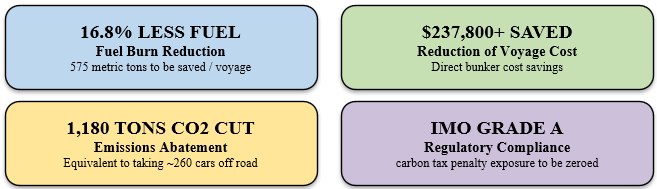 16.8% LESS FUEL
Fuel Burn Reduction
575 metric tons to be saved / voyage
$237,800+ SAVED
Reduction of Voyage Cost
Direct bunker cost savings
1,180 TONS CO2 CUT
Emissions Abatement
Equivalent to taking ~260 cars off road
IMO GRADE A
Regulatory Compliance
carbon tax penalty exposure to be zeroed